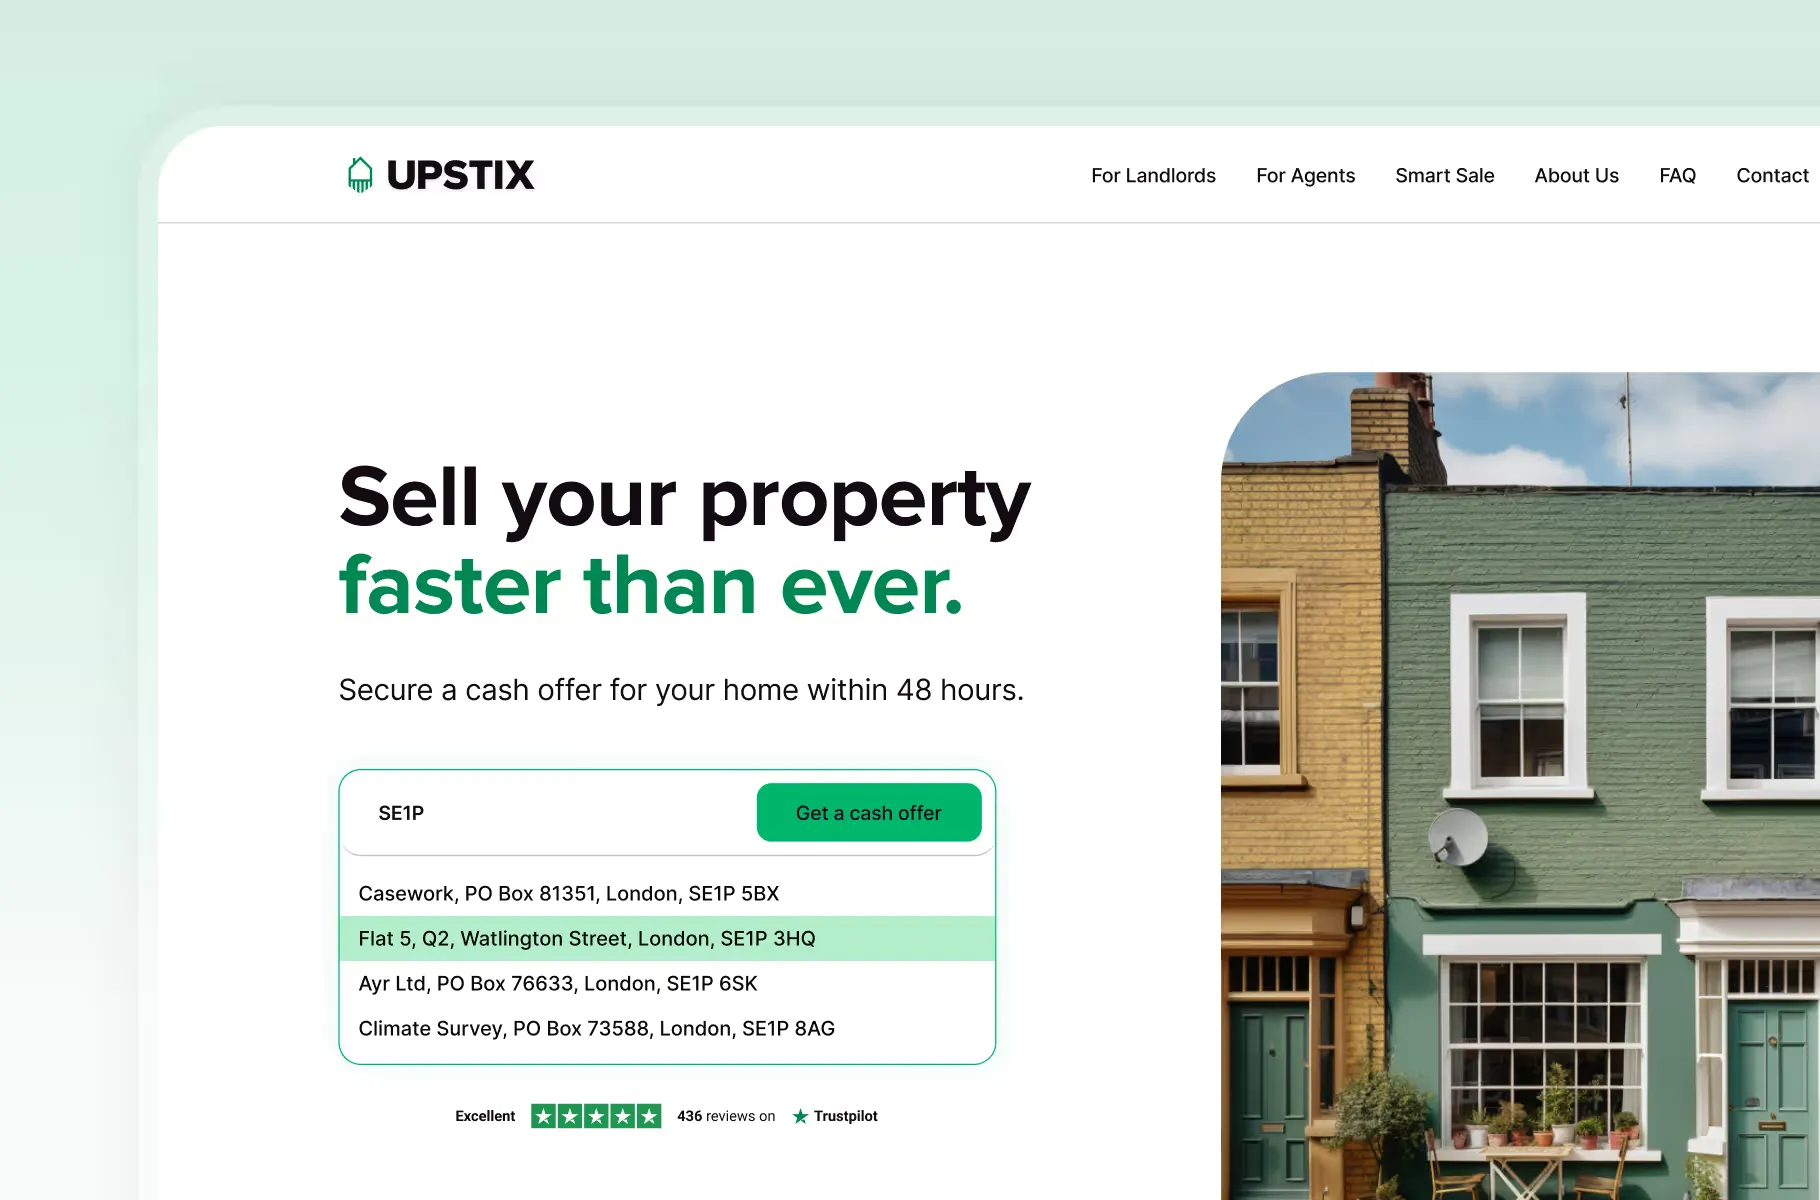 UPSTIX
For Landlords For Agents Smart Sale About Us FAQ Contact
Sell your property
faster than ever.
Secure a cash offer for your home within 48 hours.
SE1P Get a cash offer
Casework, PO Box 81351, London, SE1P 5BX
Flat 5, Q2, Watlington Street, London, SE1P 3HQ
Ayr Ltd, PO Box 76633, London, SE1P 6SK
Climate Survey, PO Box 73588, London, SE1P 8AG
Excellent 436 reviews on Trustpilot